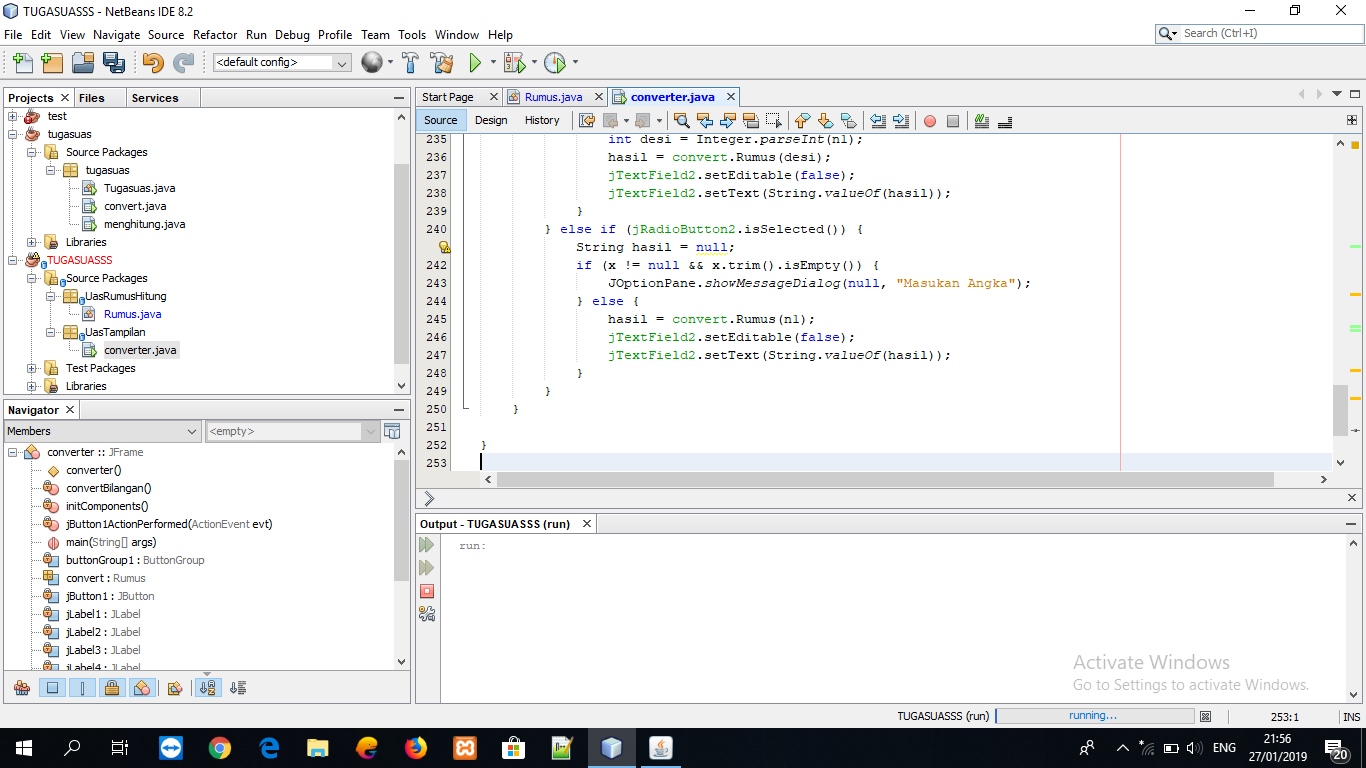 TUGASUASSS - NetBeans IDE 8.2
File Edit View Navigate Source Refactor Run Debug Profile Team Tools Window Help
Search (Ctrl+I)
<default config>
Projects Files Services
test
tugasuas
Source Packages
tugasuas
Tugasuas.java
convert.java
menghitung.java
Libraries
TUGASUASSS
Source Packages
UasRumusHitung
Rumus.java
UasTampilan
converter.java
Test Packages
Libraries
Navigator
Members
<empty>
converter :: JFrame
converter()
convertBilangan()
initComponents()
jButton1ActionPerformed(ActionEvent evt)
main(String[] args)
buttonGroup1 : ButtonGroup
convert : Rumus
jButton1 : JButton
jLabel1 : JLabel
jLabel2 : JLabel
jLabel3 : JLabel
jLabel4 : JLabel
Start Page Rumus.java converter.java
Source Design History
235 int desi = Integer.parseInt(n1);
236 hasil = convert.Rumus(desi);
237 jTextField2.setEditable(false);
238 jTextField2.setText(String.valueOf(hasil));
239 }
240 } else if (jRadioButton2.isSelected()) {
String hasil = null;
242 if (x != null && x.trim().isEmpty()) {
243 JOptionPane.showMessageDialog(null, "Masukan Angka");
244 } else {
245 hasil = convert.Rumus(n1);
246 jTextField2.setEditable(false);
247 jTextField2.setText(String.valueOf(hasil));
248 }
249 }
250 }
251
252 }
253
Output - TUGASUASSS (run)
run:
Activate Windows
Go to Settings to activate Windows.
TUGASUASSS (run) running... 253:1 INS
ENG
21:56
27/01/2019
20